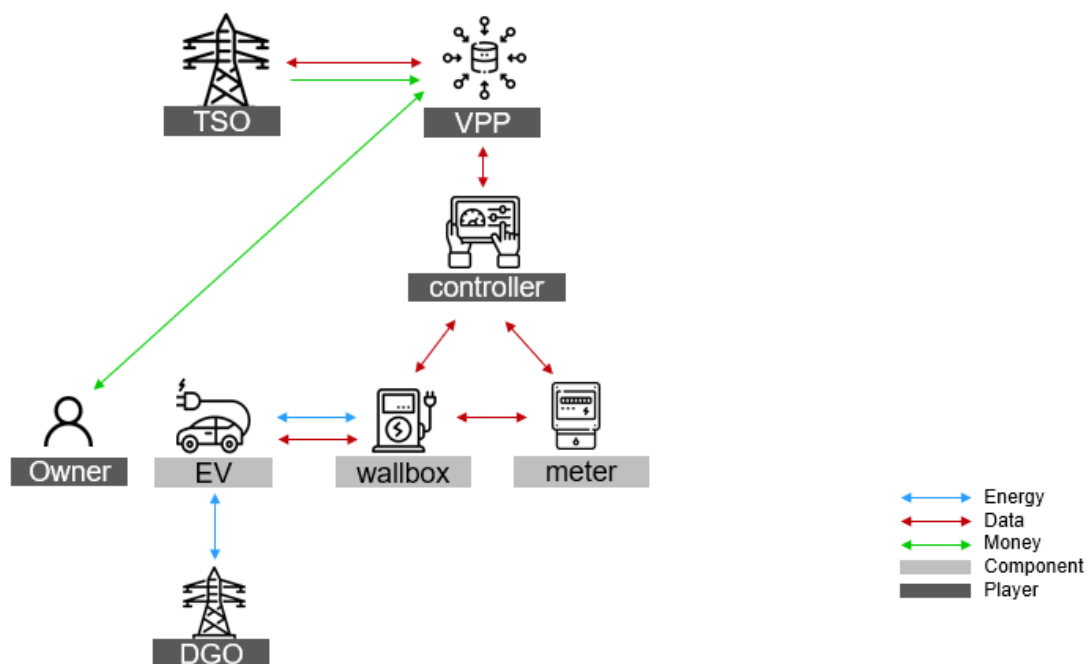 TSO
VPP
controller
Owner
EV
wallbox
meter
DGO
Energy
Data
Money
Component
Player